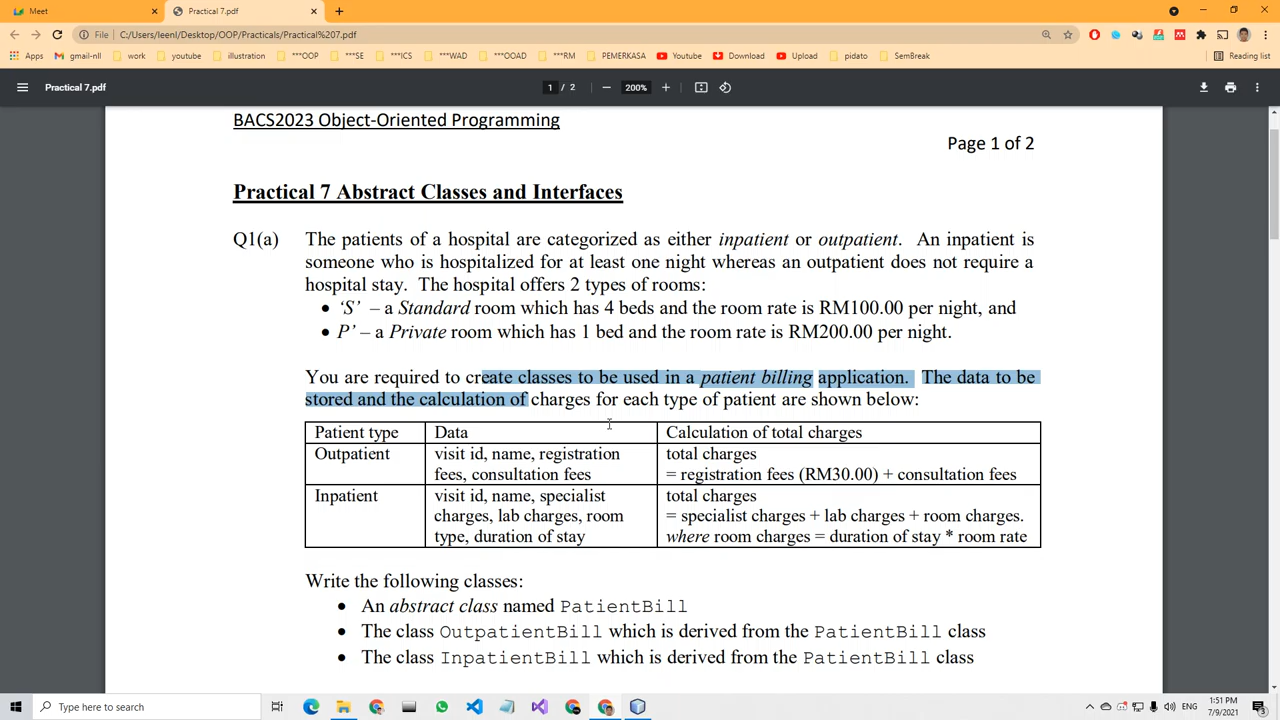 Meet
Practical 7.pdf
File C:/Users/leenl/Desktop/OOP/Practicals/Practical%207.pdf
Apps gmail-nll work youtube illustration ***OOP ***SE ***ICS ***WAD ***OOAD ***RM PEMERKASA Youtube Download Upload pidato SemBreak Reading list
Practical 7.pdf 1 / 2 200%
BACS2023 Object-Oriented Programming
Page 1 of 2
Practical 7 Abstract Classes and Interfaces
Q1(a) The patients of a hospital are categorized as either inpatient or outpatient. An inpatient is
someone who is hospitalized for at least one night whereas an outpatient does not require a
hospital stay. The hospital offers 2 types of rooms:
• ‘S’ – a Standard room which has 4 beds and the room rate is RM100.00 per night, and
• P’ – a Private room which has 1 bed and the room rate is RM200.00 per night.
You are required to create classes to be used in a patient billing application. The data to be
stored and the calculation of charges for each type of patient are shown below:
Patient type Data Calculation of total charges
Outpatient visit id, name, registration total charges
fees, consultation fees = registration fees (RM30.00) + consultation fees
Inpatient visit id, name, specialist total charges
charges, lab charges, room = specialist charges + lab charges + room charges.
type, duration of stay where room charges = duration of stay * room rate
Write the following classes:
• An abstract class named PatientBill
• The class OutpatientBill which is derived from the PatientBill class
• The class InpatientBill which is derived from the PatientBill class
Type here to search
ENG
1:51 PM
7/9/2021
3